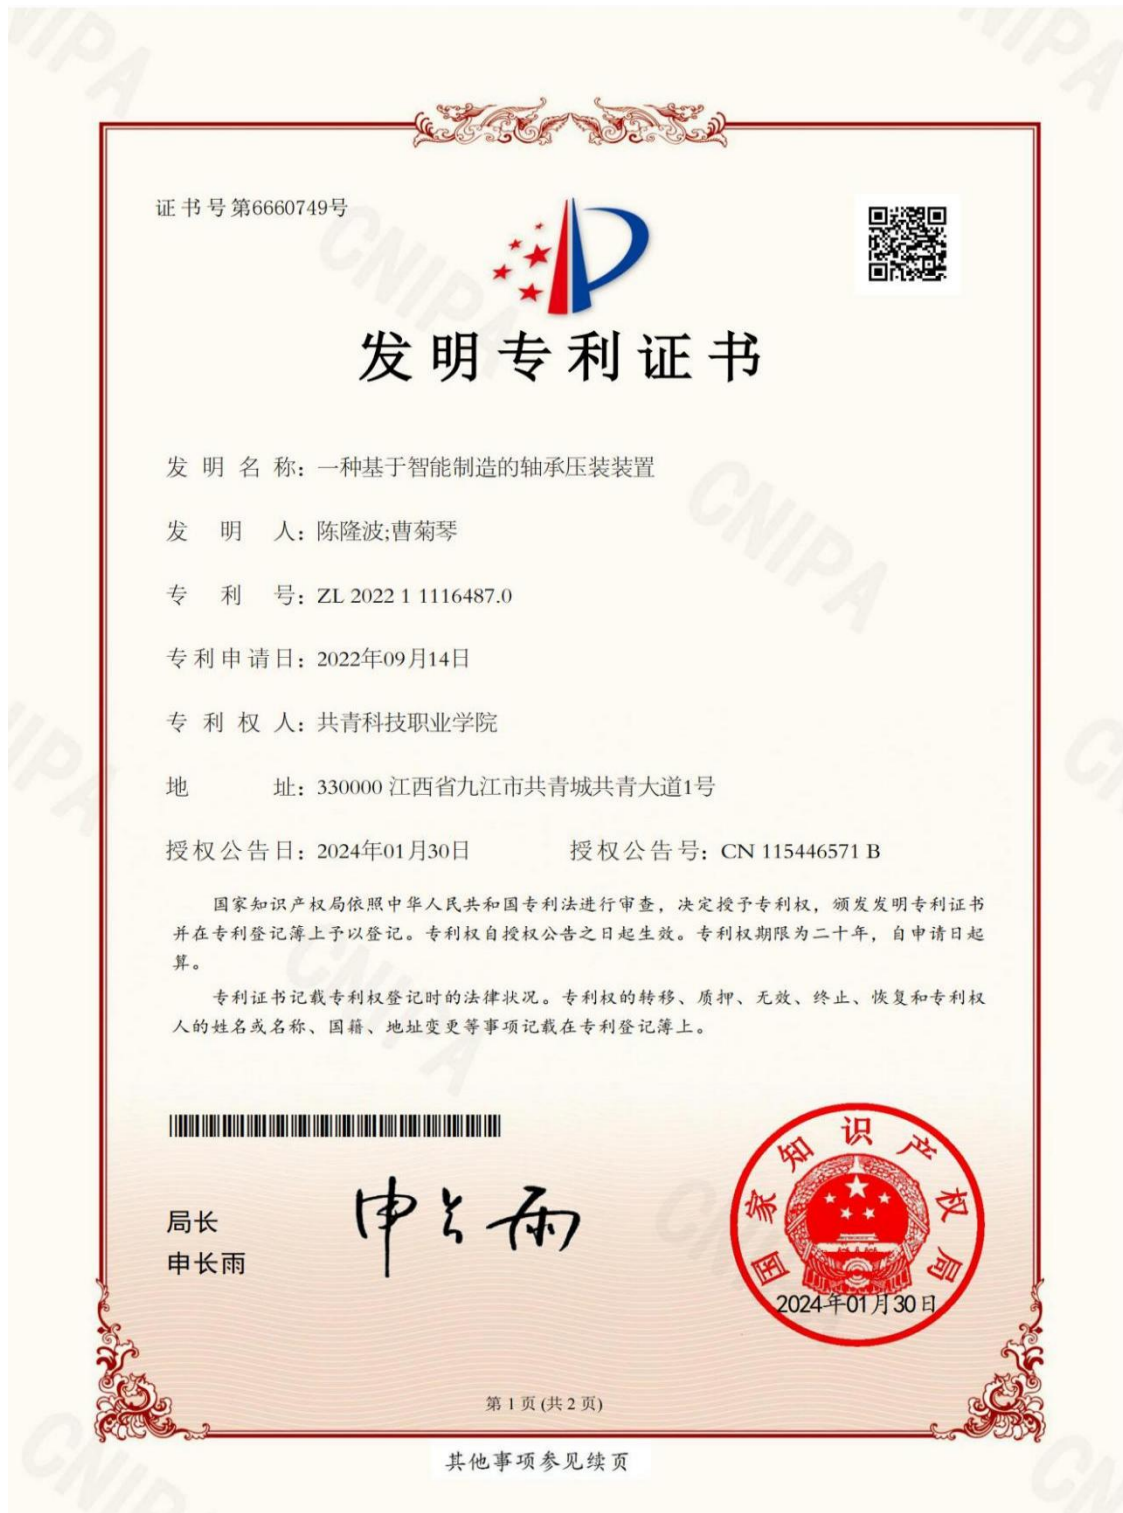 证书号第6660749号
发明专利证书
发明名称：一种基于智能制造的轴承压装装置
发明人：陈隆波;曹菊琴
专利号：ZL 2022 1 1116487.0
专利申请日：2022年09月14日
专利权人：共青科技职业学院
地址：330000 江西省九江市共青城共青大道1号
授权公告日：2024年01月30日 授权公告号：CN 115446571 B
国家知识产权局依照中华人民共和国专利法进行审查，决定授予专利权，颁发发明专利证书
并在专利登记簿上予以登记。专利权自授权公告之日起生效。专利权期限为二十年，自申请日起
算。
专利证书记载专利权登记时的法律状况。专利权的转移、质押、无效、终止、恢复和专利权
人的姓名或名称、国籍、地址变更等事项记载在专利登记簿上。
局长
申长雨
申长雨
国家知识产权局
2024年01月30日
第 1 页 (共 2 页)
其他事项参见续页
CNIPA
CNIPA
CNIPA
CNIPA
CNIPA
CNIPA